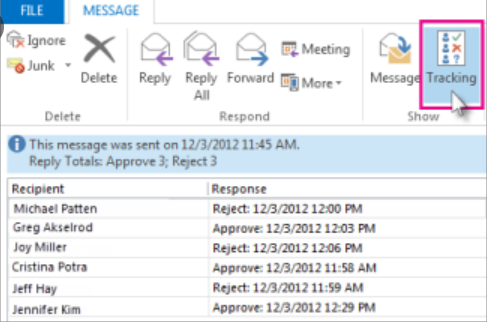 FILE MESSAGE
Ignore
Junk
Delete
Reply
Reply All
Forward
Meeting
More
Message
Tracking
Delete Respond Show
This message was sent on 12/3/2012 11:45 AM.
Reply Totals: Approve 3; Reject 3
Recipient Response
Michael Patten Reject: 12/3/2012 12:00 PM
Greg Akselrod Approve: 12/3/2012 12:03 PM
Joy Miller Reject: 12/3/2012 12:06 PM
Cristina Potra Approve: 12/3/2012 11:58 AM
Jeff Hay Reject: 12/3/2012 11:59 AM
Jennifer Kim Approve: 12/3/2012 12:29 PM